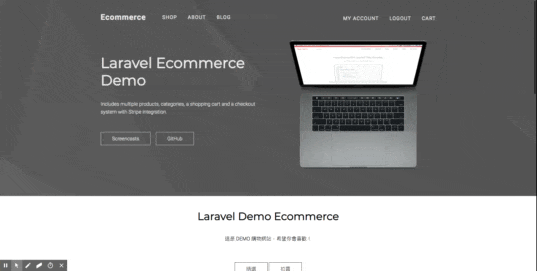 Ecommerce SHOP ABOUT BLOG MY ACCOUNT LOGOUT CART
Laravel Ecommerce
Demo
Includes multiple products, categories, a shopping cart and a checkout
system with Stripe integration.
Screencasts GitHub
Laravel Demo Ecommerce
這是 DEMO 購物網站，希望你會喜歡！